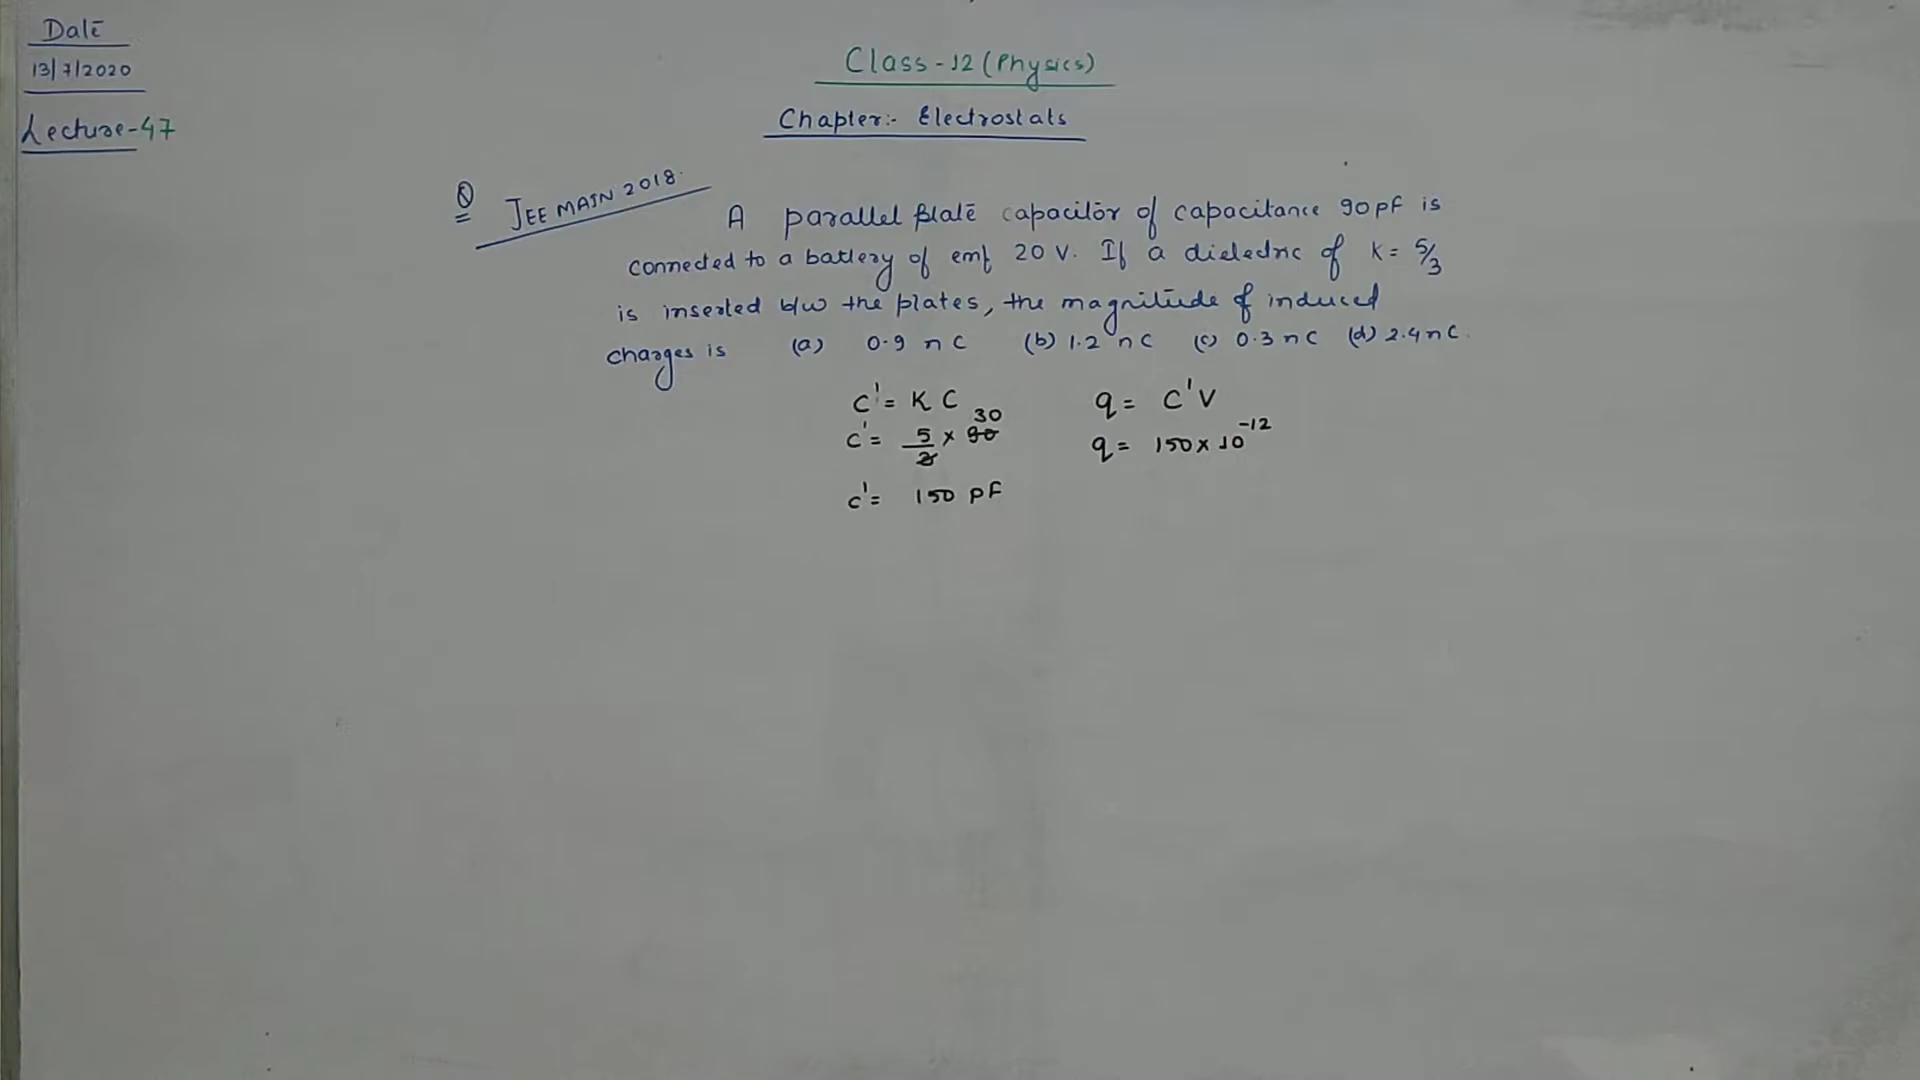 Date
13/7/2020
Lecture-47
Class-12 (Physics)
Chapter:- Electrostats
Q JEE MAIN 2018.
A parallel plate capacitor of capacitance 90 pF is
connected to a battery of emf 20 V. If a dielectric of K = 5/3
is inserted b/w the plates, the magnitude of induced
charges is (a) 0.9 nC (b) 1.2 nC (c) 0.3 nC (d) 2.4 nC.
C' = K C
C' = 5/3 × 90 30
C' = 150 pF
q = C'V
q = 150 × 10^-12